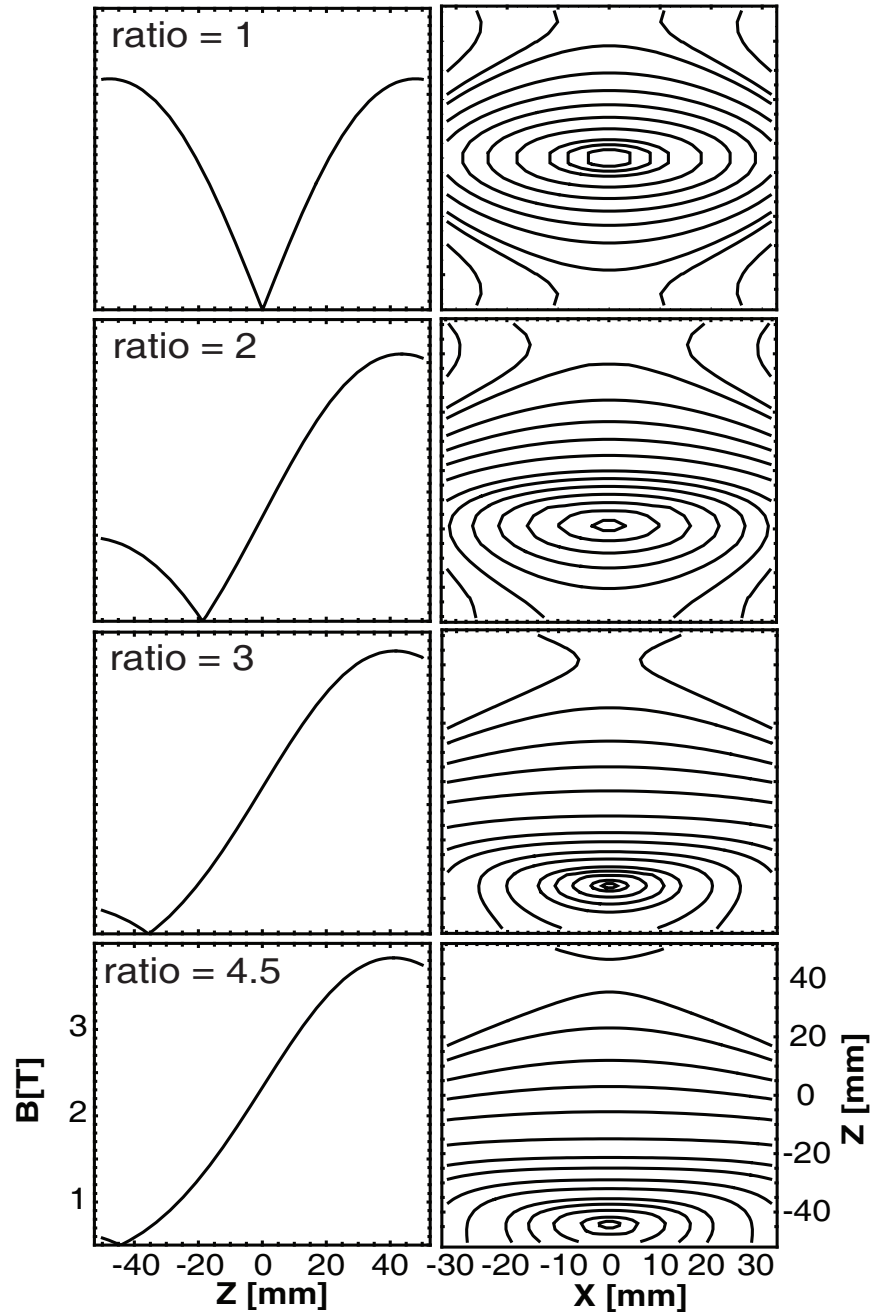 ratio = 1
ratio = 2
ratio = 3
ratio = 4.5
3
2
1
B[T]
40
20
0
-20
-40
Z [mm]
-40 -20 0 20 40
-30 -20 -10 0 10 20 30
Z [mm]
X [mm]